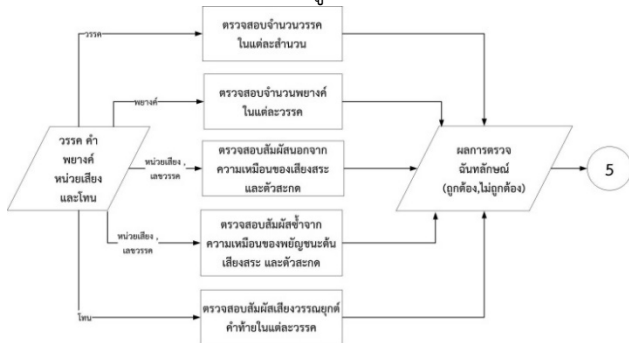 วรรค
ตรวจสอบจำนวนวรรค
ในแต่ละสำนวน
พยางค์
ตรวจสอบจำนวนพยางค์
ในแต่ละวรรค
วรรค คำ
พยางค์
หน่วยเสียง
และโทน
หน่วยเสียง ,
เลขวรรค
ตรวจสอบสัมผัสนอกจาก
ความเหมือนของเสียงสระ
และตัวสะกด
ผลการตรวจ
ฉันทลักษณ์
(ถูกต้อง,ไม่ถูกต้อง)
5
หน่วยเสียง ,
เลขวรรค
ตรวจสอบสัมผัสซ้ำจาก
ความเหมือนของพยัญชนะต้น
เสียงสระ และตัวสะกด
โทน
ตรวจสอบสัมผัสเสียงวรรณยุกต์
คำท้ายในแต่ละวรรค